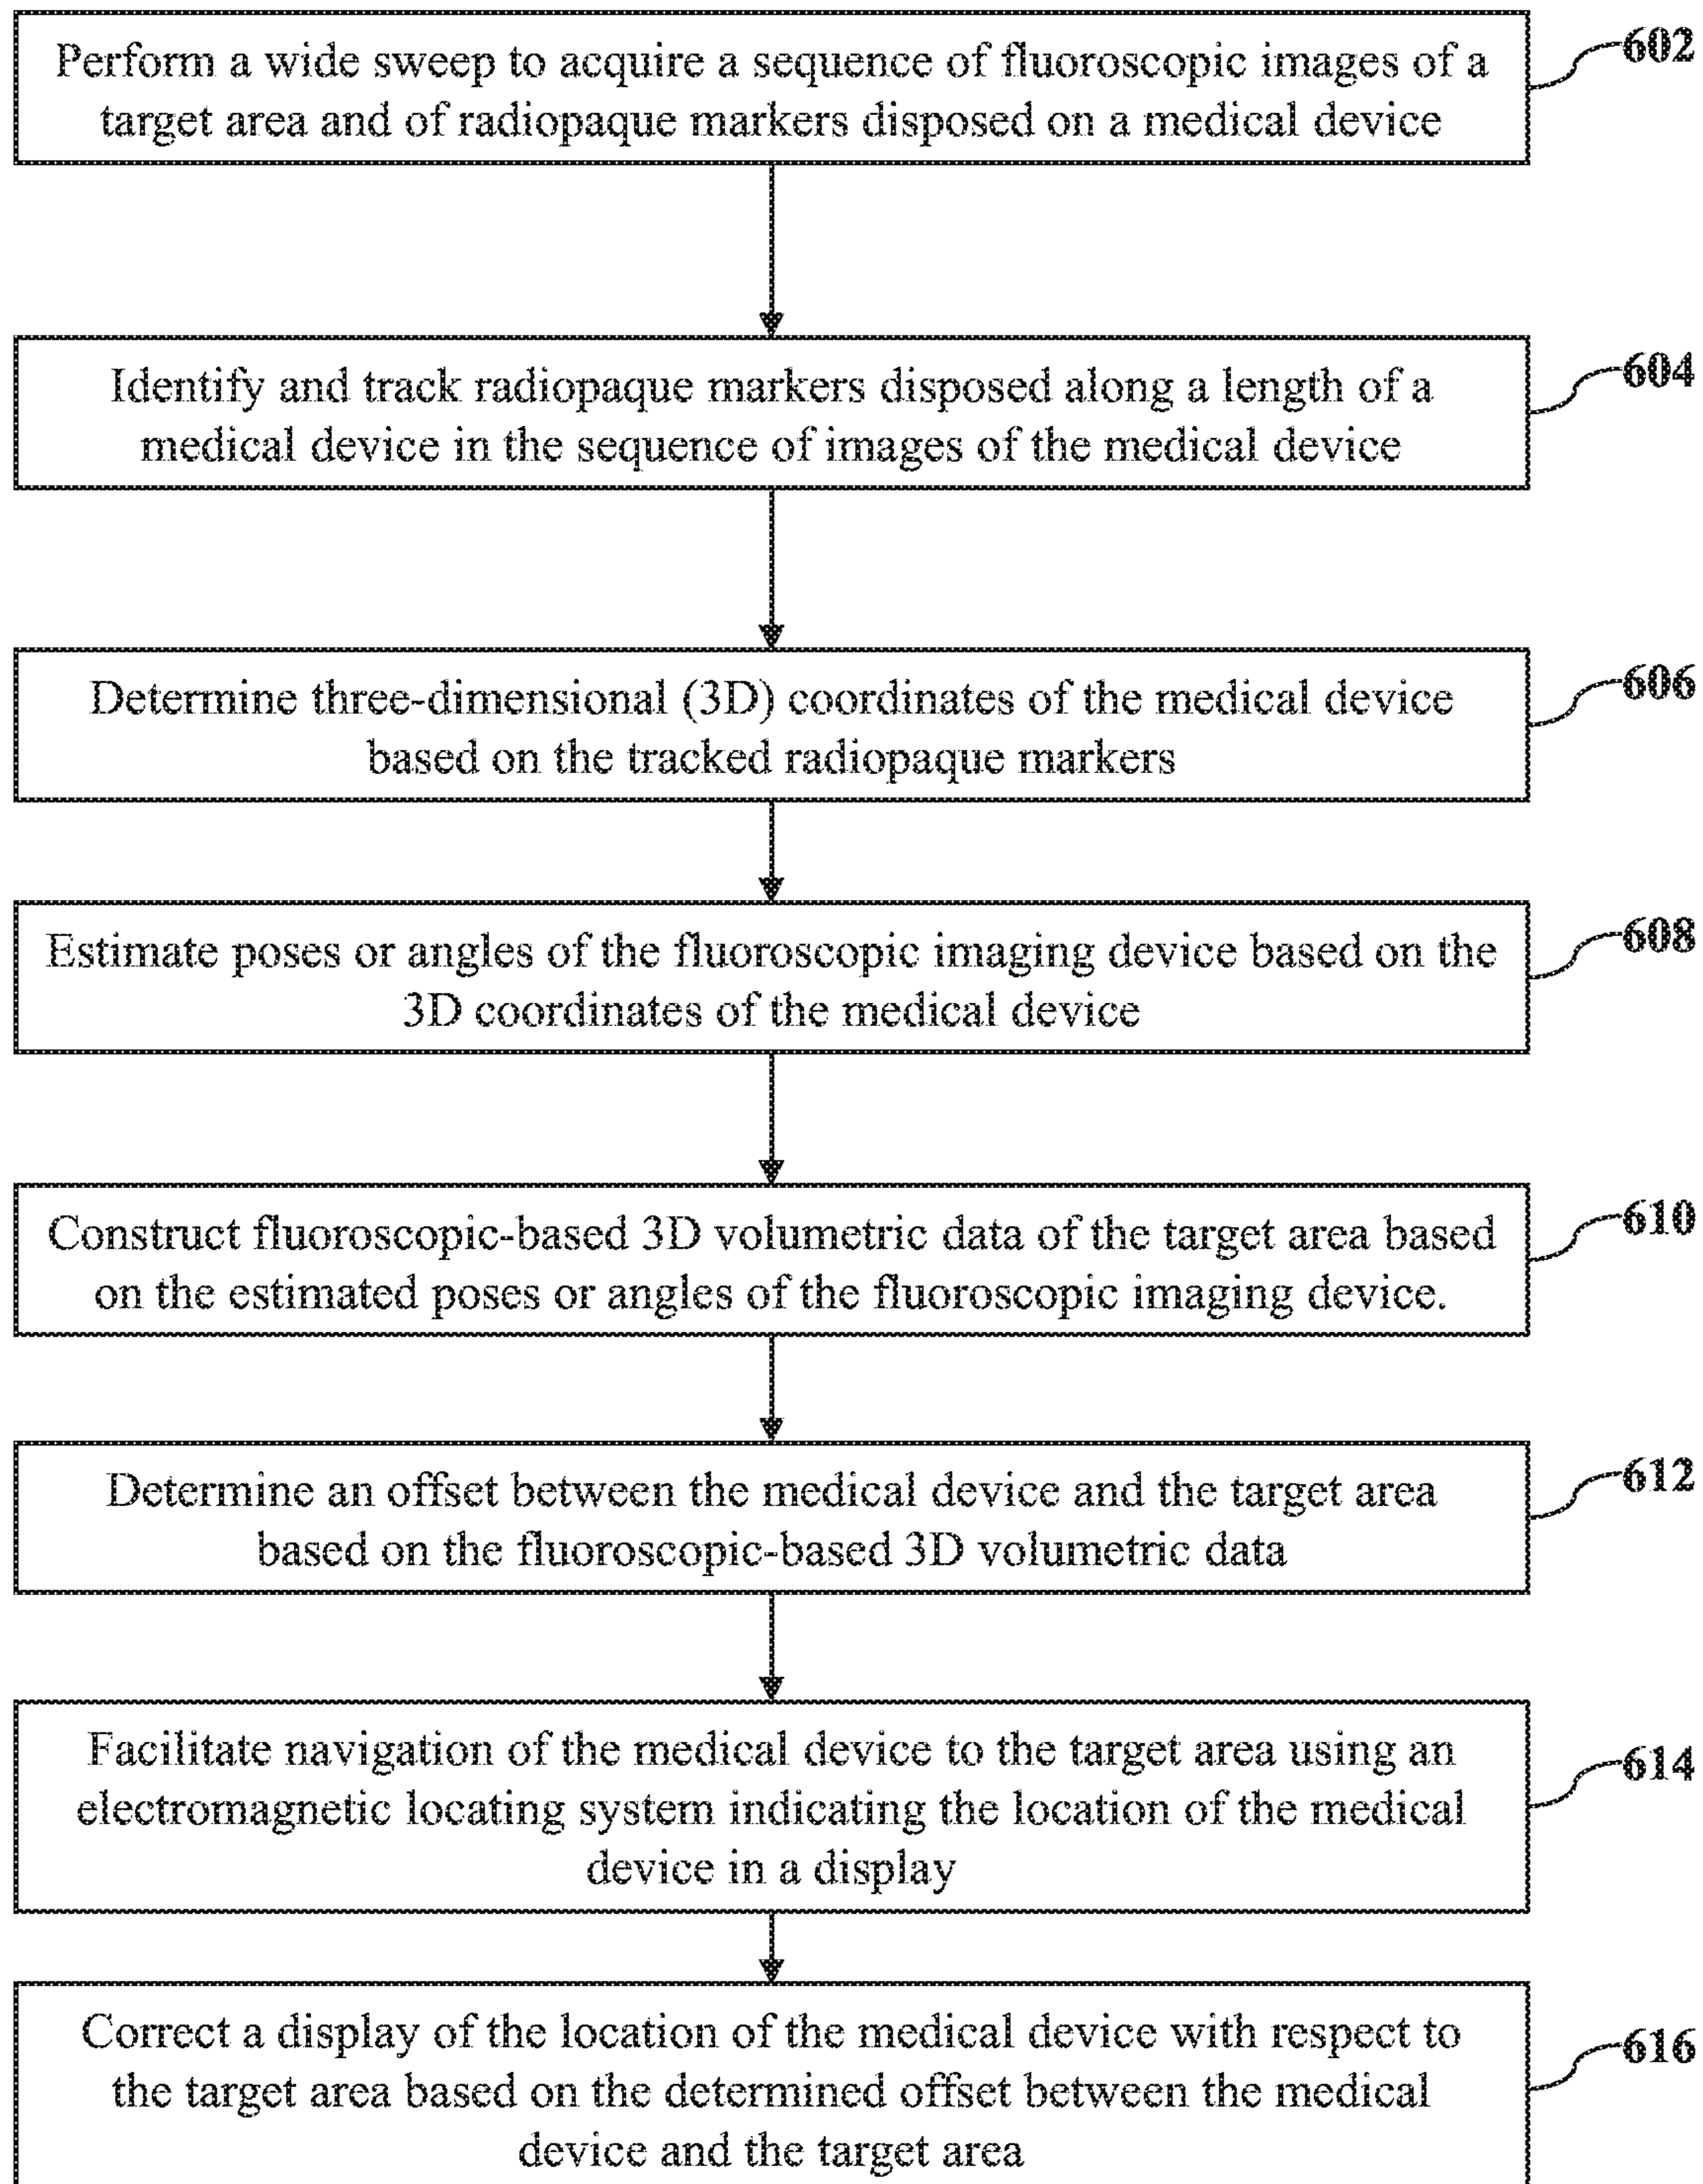 Perform a wide sweep to acquire a sequence of fluoroscopic images of a
target area and of radiopaque markers disposed on a medical device
602
Identify and track radiopaque markers disposed along a length of a
medical device in the sequence of images of the medical device
604
Determine three-dimensional (3D) coordinates of the medical device
based on the tracked radiopaque markers
606
Estimate poses or angles of the fluoroscopic imaging device based on the
3D coordinates of the medical device
608
Construct fluoroscopic-based 3D volumetric data of the target area based
on the estimated poses or angles of the fluoroscopic imaging device.
610
Determine an offset between the medical device and the target area
based on the fluoroscopic-based 3D volumetric data
612
Facilitate navigation of the medical device to the target area using an
electromagnetic locating system indicating the location of the medical
device in a display
614
Correct a display of the location of the medical device with respect to
the target area based on the determined offset between the medical
device and the target area
616